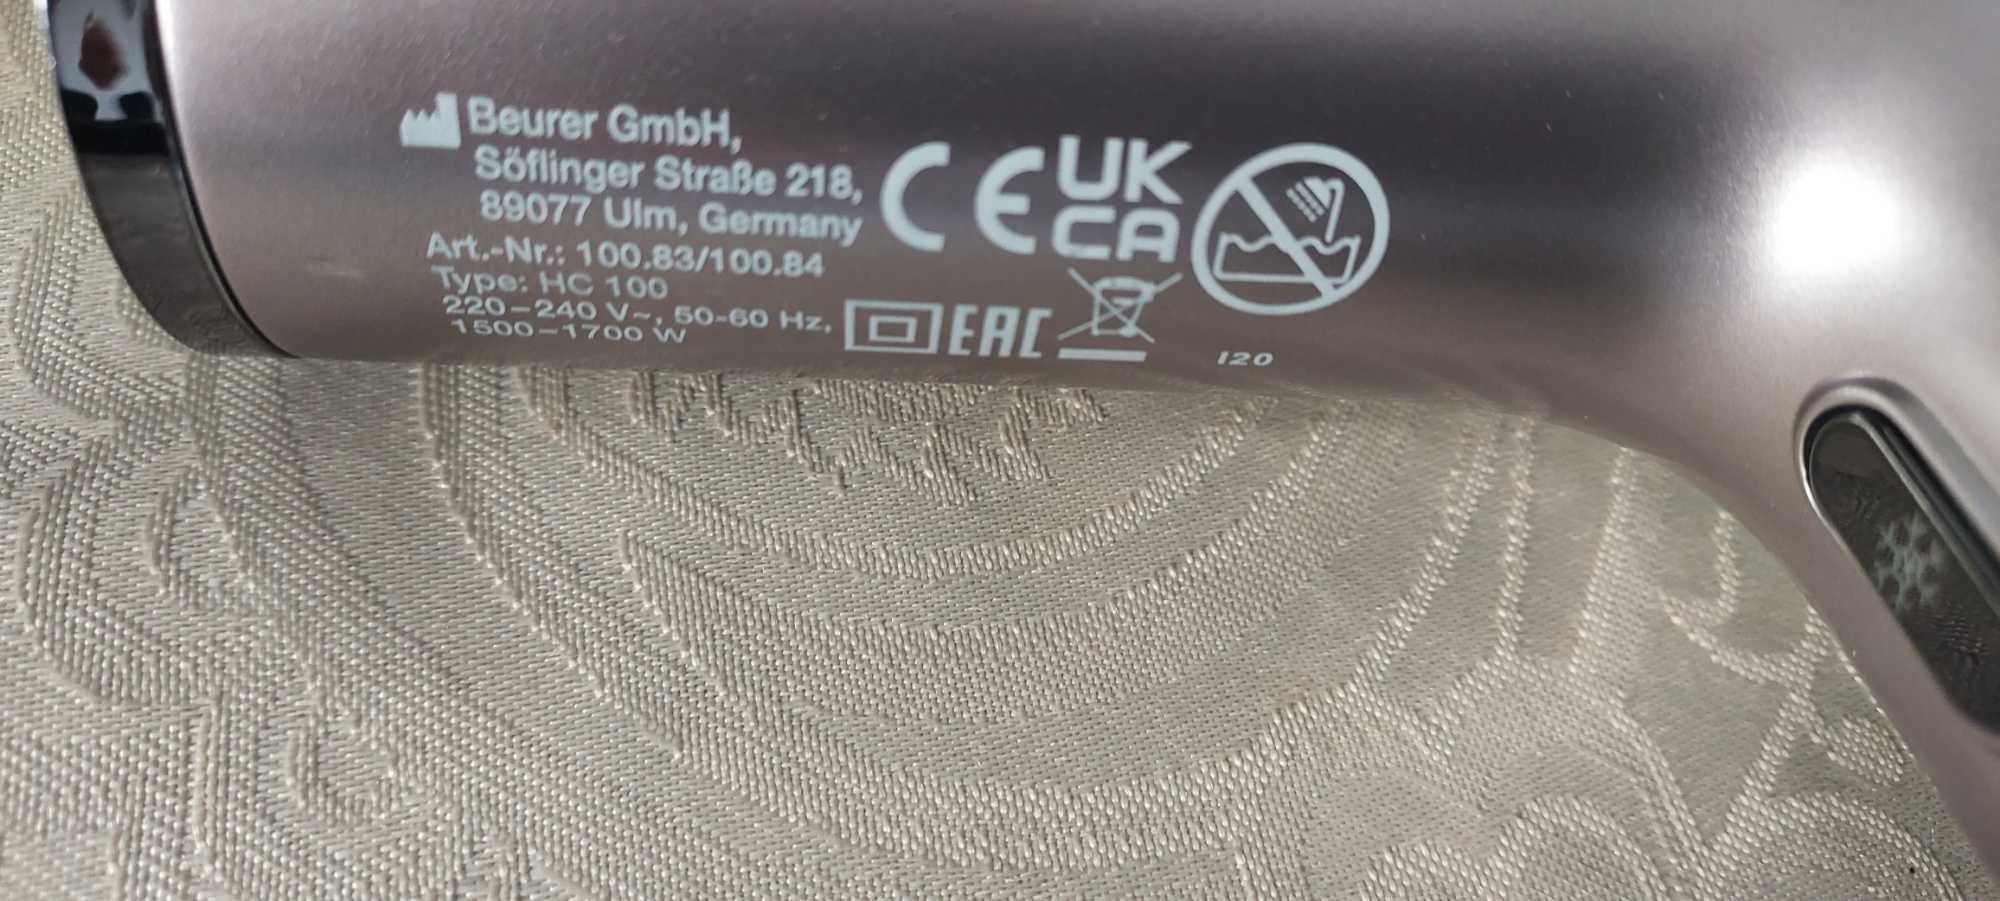 Beurer GmbH,
Söflinger Straße 218,
89077 Ulm, Germany
Art.-Nr.: 100.83/100.84
Type: HC 100
220–240 V~, 50-60 Hz,
1500–1700 W
CE
UK
CA
EAC
I20